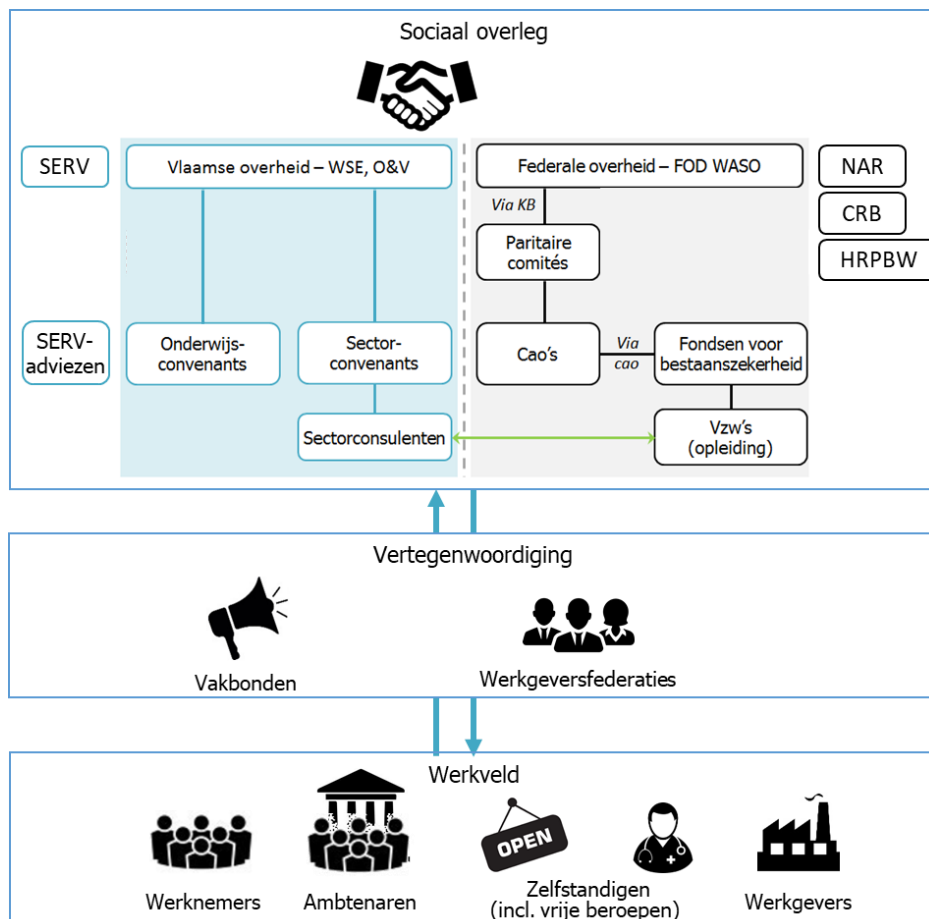 Sociaal overleg
SERV
Vlaamse overheid – WSE, O&V
Federale overheid – FOD WASO
NAR
Via KB
CRB
Paritaire
comités
HRPBW
SERV-
adviezen
Onderwijs-
convenants
Sector-
convenants
Cao's
Via
cao
Fondsen voor
bestaanszekerheid
Sectorconsulenten
Vzw's
(opleiding)
Vertegenwoordiging
Vakbonden
Werkgeversfederaties
Werkveld
OPEN
Werknemers
Ambtenaren
Zelfstandigen
(incl. vrije beroepen)
Werkgevers